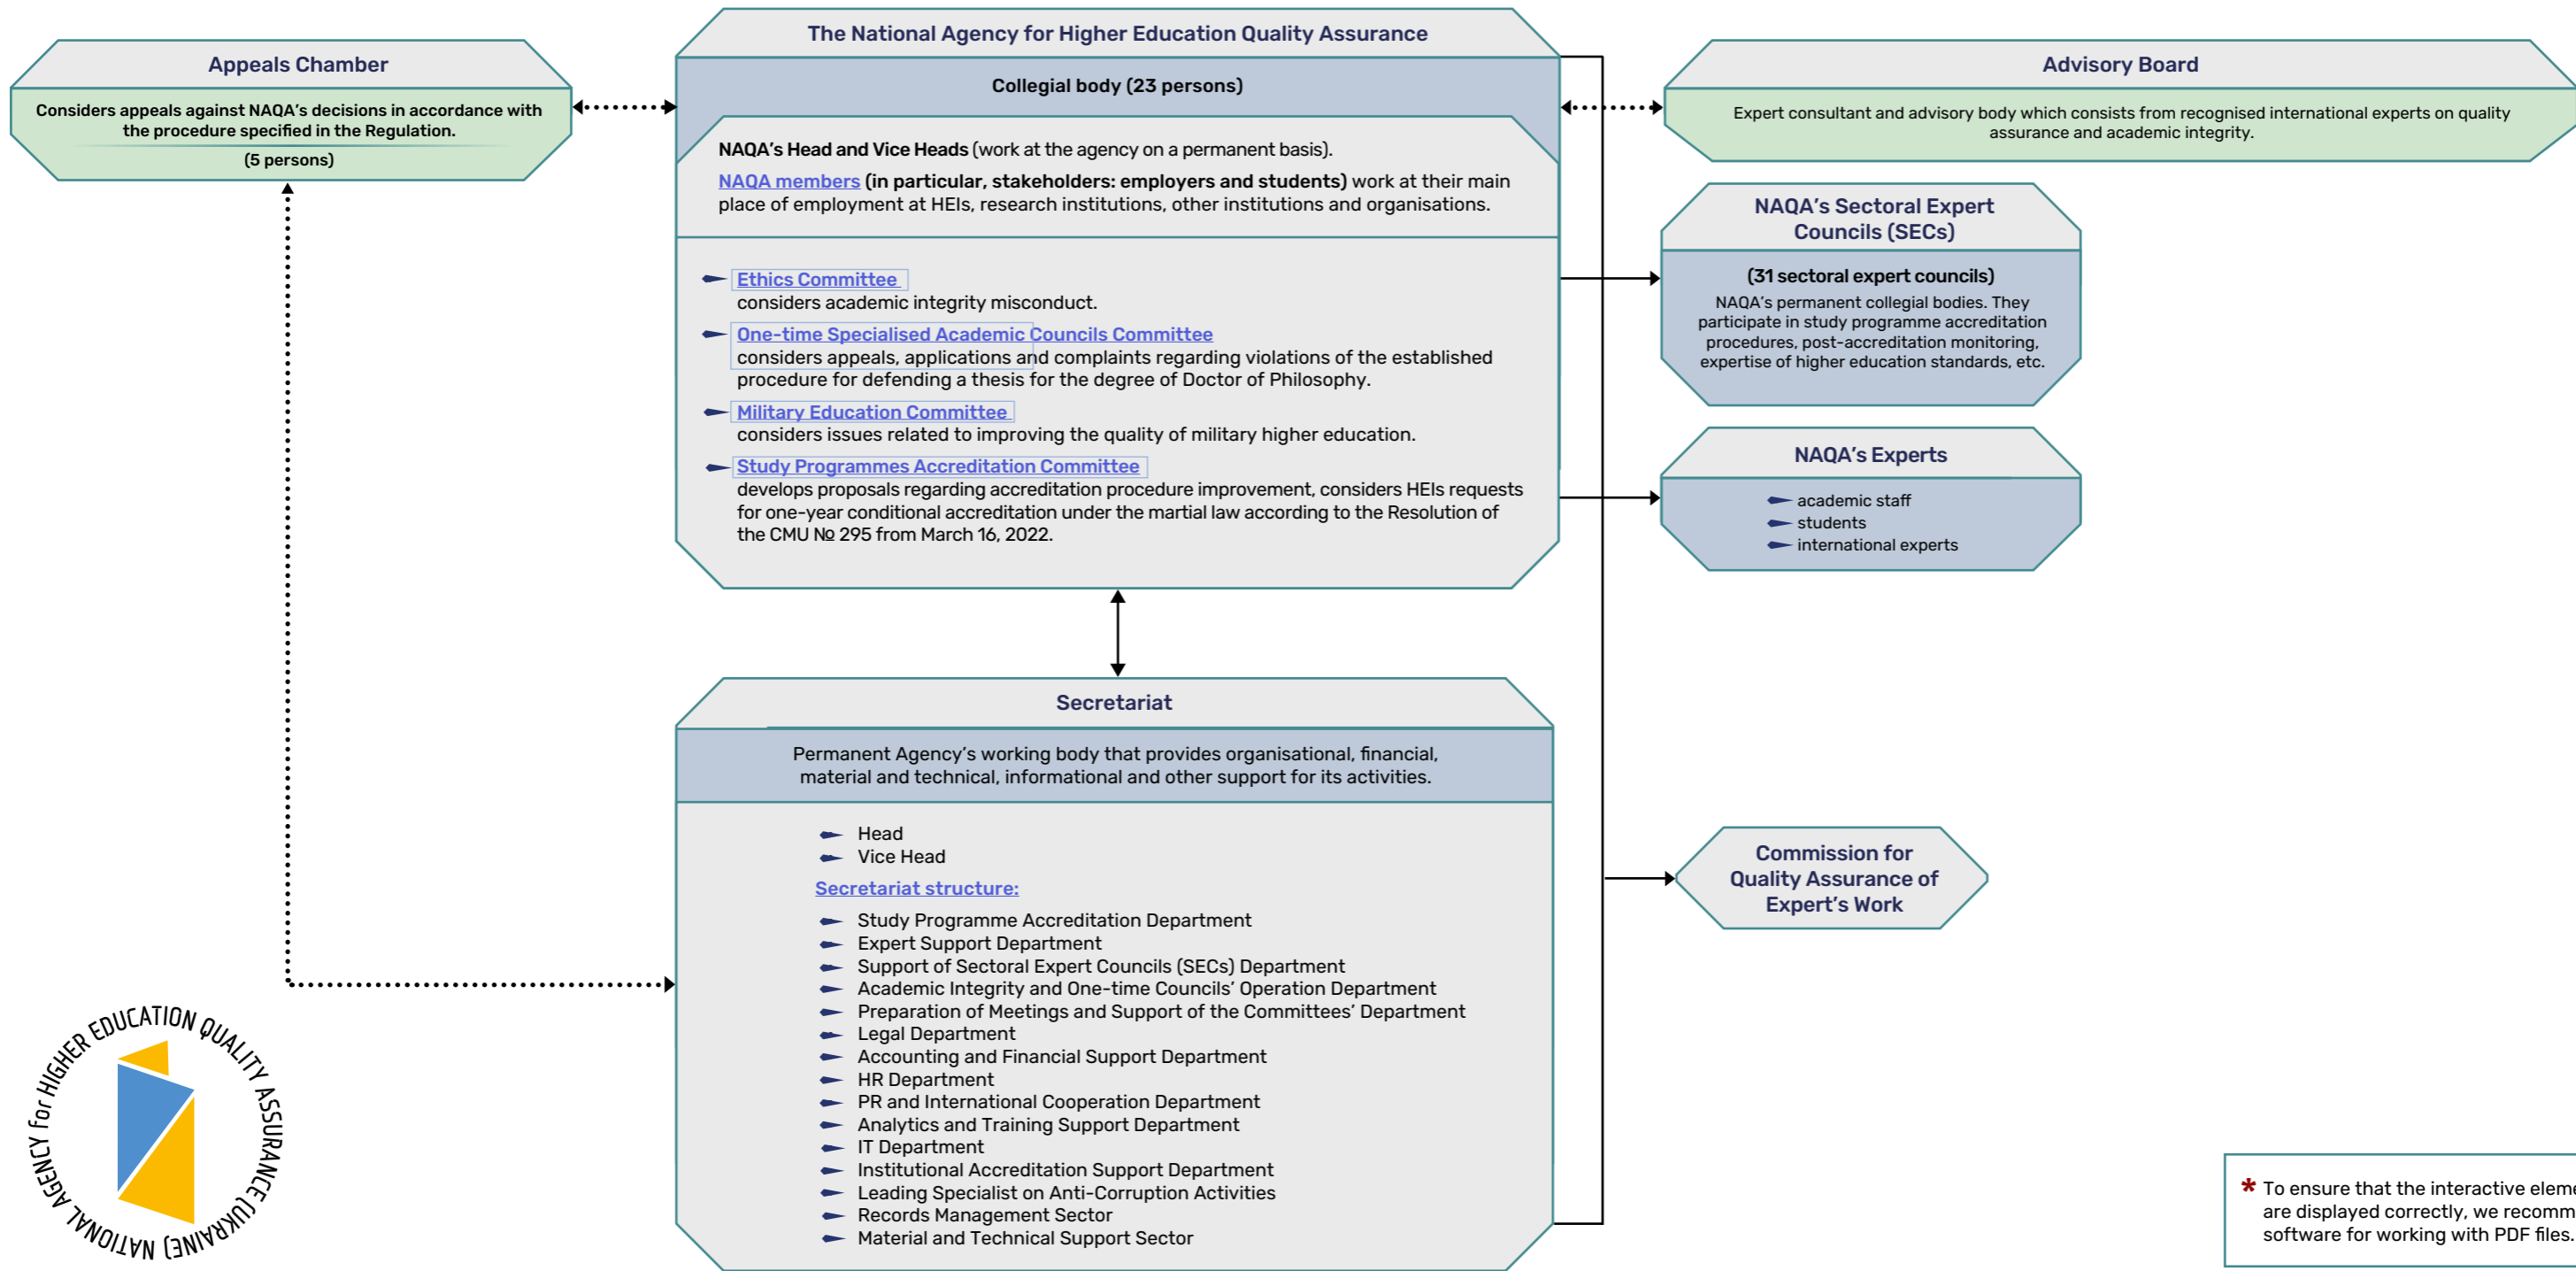 Appeals Chamber
Considers appeals against NAQA's decisions in accordance with
the procedure specified in the Regulation.
(5 persons)
The National Agency for Higher Education Quality Assurance
Collegial body (23 persons)
NAQA's Head and Vice Heads (work at the agency on a permanent basis).
NAQA members (in particular, stakeholders: employers and students) work at their main
place of employment at HEIs, research institutions, other institutions and organisations.
Ethics Committee
considers academic integrity misconduct.
One-time Specialised Academic Councils Committee
considers appeals, applications and complaints regarding violations of the established
procedure for defending a thesis for the degree of Doctor of Philosophy.
Military Education Committee
considers issues related to improving the quality of military higher education.
Study Programmes Accreditation Committee
develops proposals regarding accreditation procedure improvement, considers HEIs requests
for one-year conditional accreditation under the martial law according to the Resolution of
the CMU № 295 from March 16, 2022.
Advisory Board
Expert consultant and advisory body which consists from recognised international experts on quality
assurance and academic integrity.
NAQA's Sectoral Expert
Councils (SECs)
(31 sectoral expert councils)
NAQA's permanent collegial bodies. They
participate in study programme accreditation
procedures, post-accreditation monitoring,
expertise of higher education standards, etc.
NAQA's Experts
academic staff
students
international experts
Secretariat
Permanent Agency's working body that provides organisational, financial,
material and technical, informational and other support for its activities.
Head
Vice Head
Secretariat structure:
Study Programme Accreditation Department
Expert Support Department
Support of Sectoral Expert Councils (SECs) Department
Academic Integrity and One-time Councils' Operation Department
Preparation of Meetings and Support of the Committees' Department
Legal Department
Accounting and Financial Support Department
HR Department
PR and International Cooperation Department
Analytics and Training Support Department
IT Department
Institutional Accreditation Support Department
Leading Specialist on Anti-Corruption Activities
Records Management Sector
Material and Technical Support Sector
Commission for
Quality Assurance of
Expert's Work
NATIONAL AGENCY for HIGHER EDUCATION QUALITY ASSURANCE (UKRAINE)
* To ensure that the interactive
are displayed correctly, we
software for working with PDF files.